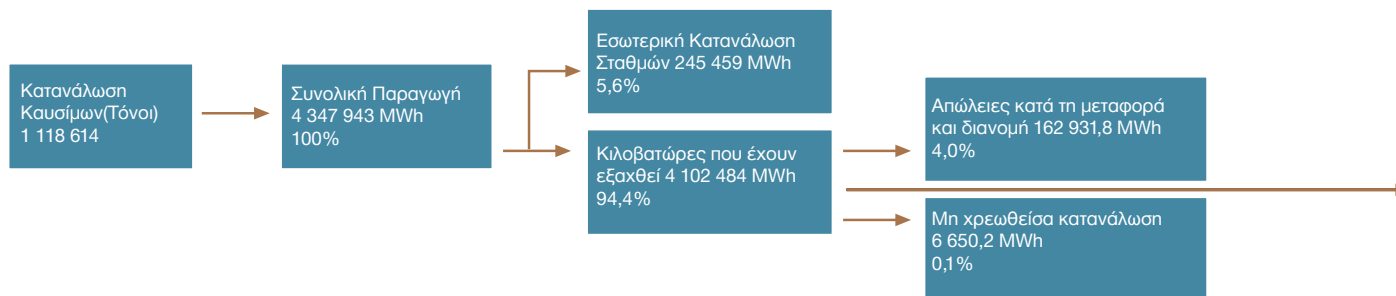 Κατανάλωση
Καυσίμων(Τόνοι)
1 118 614
Συνολική Παραγωγή
4 347 943 MWh
100%
Εσωτερική Κατανάλωση
Σταθμών 245 459 MWh
5,6%
Κιλοβατώρες που έχουν
εξαχθεί 4 102 484 MWh
94,4%
Απώλειες κατά τη μεταφορά
και διανομή 162 931,8 MWh
4,0%
Μη χρεωθείσα κατανάλωση
6 650,2 MWh
0,1%